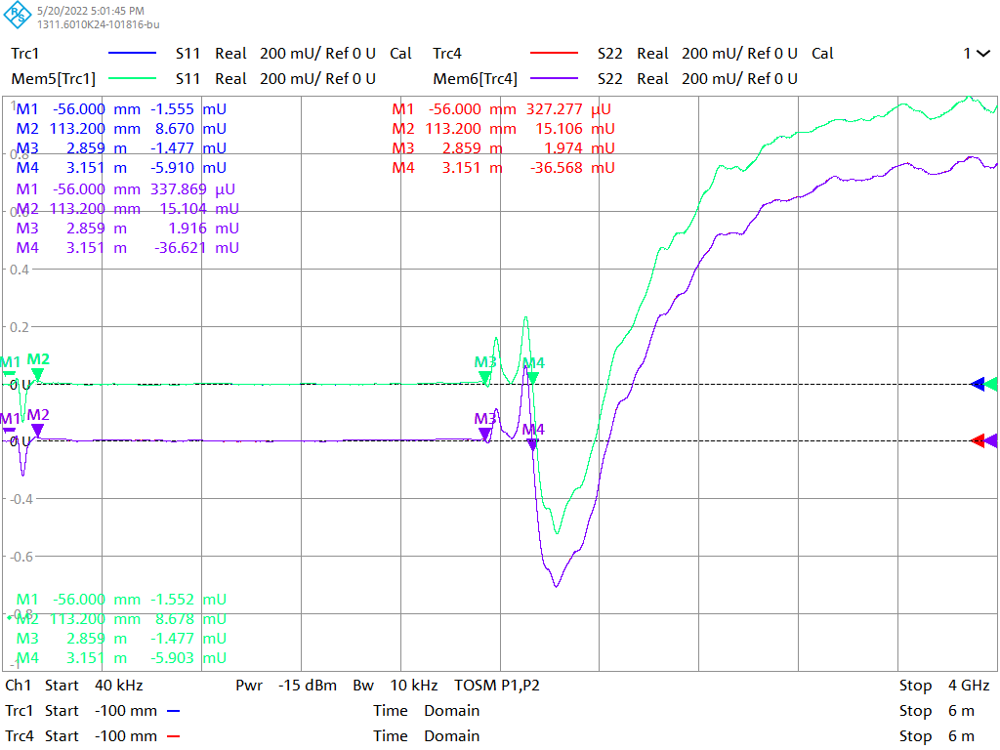 5/20/2022 5:01:45 PM
1311.6010K24-101816-bu
Trc1 S11 Real 200 mU/ Ref 0 U Cal Trc4 S22 Real 200 mU/ Ref 0 U Cal 1
Mem5[Trc1] S11 Real 200 mU/ Ref 0 U Mem6[Trc4] S22 Real 200 mU/ Ref 0 U
1
M1 -56.000 mm -1.555 mU M1 -56.000 mm 327.277 µU
M2 113.200 mm 8.670 mU M2 113.200 mm 15.106 mU
M3 2.859 m -1.477 mU M3 2.859 m 1.974 mU
0.8
M4 3.151 m -5.910 mU M4 3.151 m -36.568 mU
M1 -56.000 mm 337.869 µU
M2 113.200 mm 15.104 mU
0.6
M3 2.859 m 1.916 mU
M4 3.151 m -36.621 mU
0.4
0.2
M1 M2 M3 M4
0 U
M1 M2 M3 M4
0 U
-0.4
-0.6
M1 -56.000 mm -1.552 mU
-0.8
•M2 113.200 mm 8.678 mU
M3 2.859 m -1.477 mU
M4 3.151 m -5.903 mU
-1
Ch1 Start 40 kHz Pwr -15 dBm Bw 10 kHz TOSM P1,P2 Stop 4 GHz
Trc1 Start -100 mm Time Domain Stop 6 m
Trc4 Start -100 mm Time Domain Stop 6 m